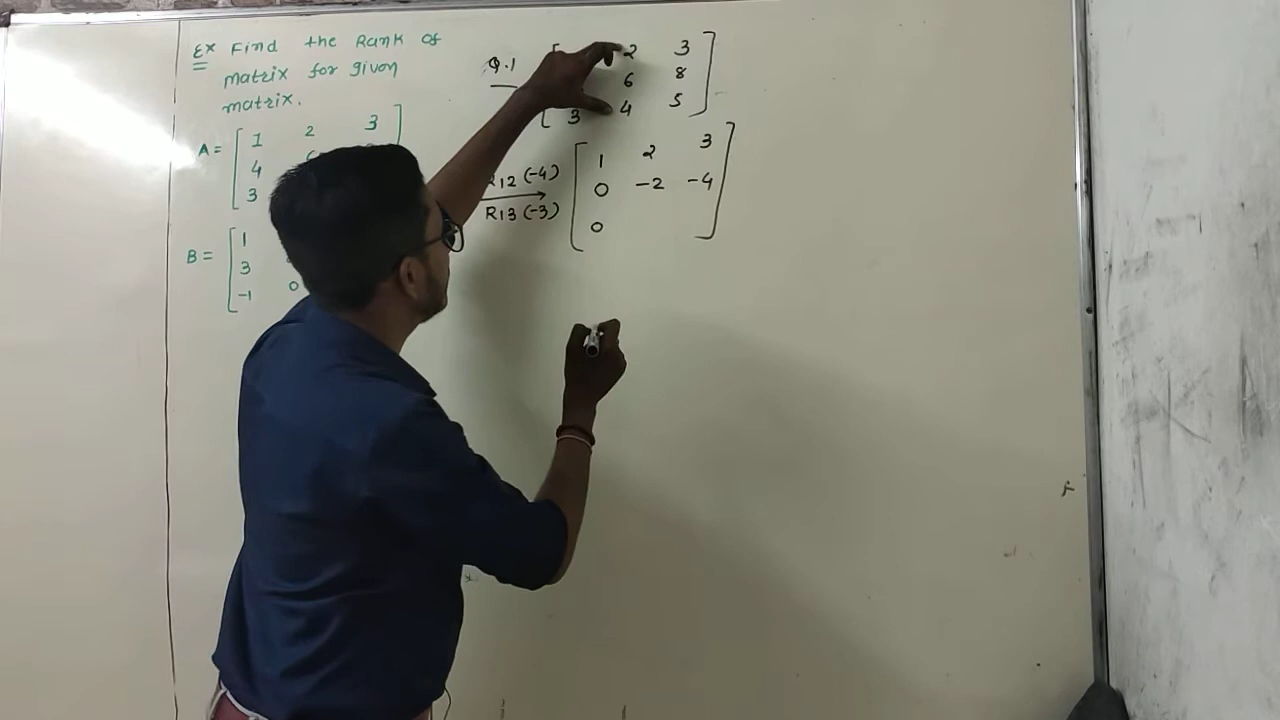 Ex Find the Rank of
matrix for given
matrix.
A = [ 1 2 3 ]
4
3
B = [ 1
3
-1 0
Q.1 [ 2 3 ]
6 8
3 4 5
R12 (-4)
R13 (-3)
[ 1 2 3 ]
0 -2 -4
0